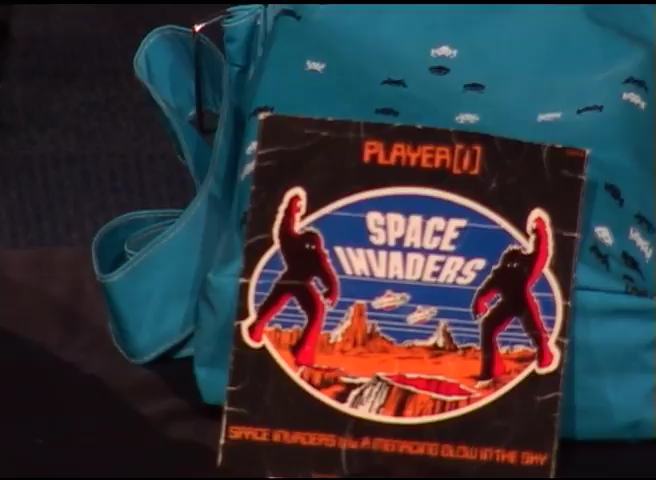 PLAYER[1]
SPACE
INVADERS
SPACE INVADERS A MENACING GLOW IN THE SKY